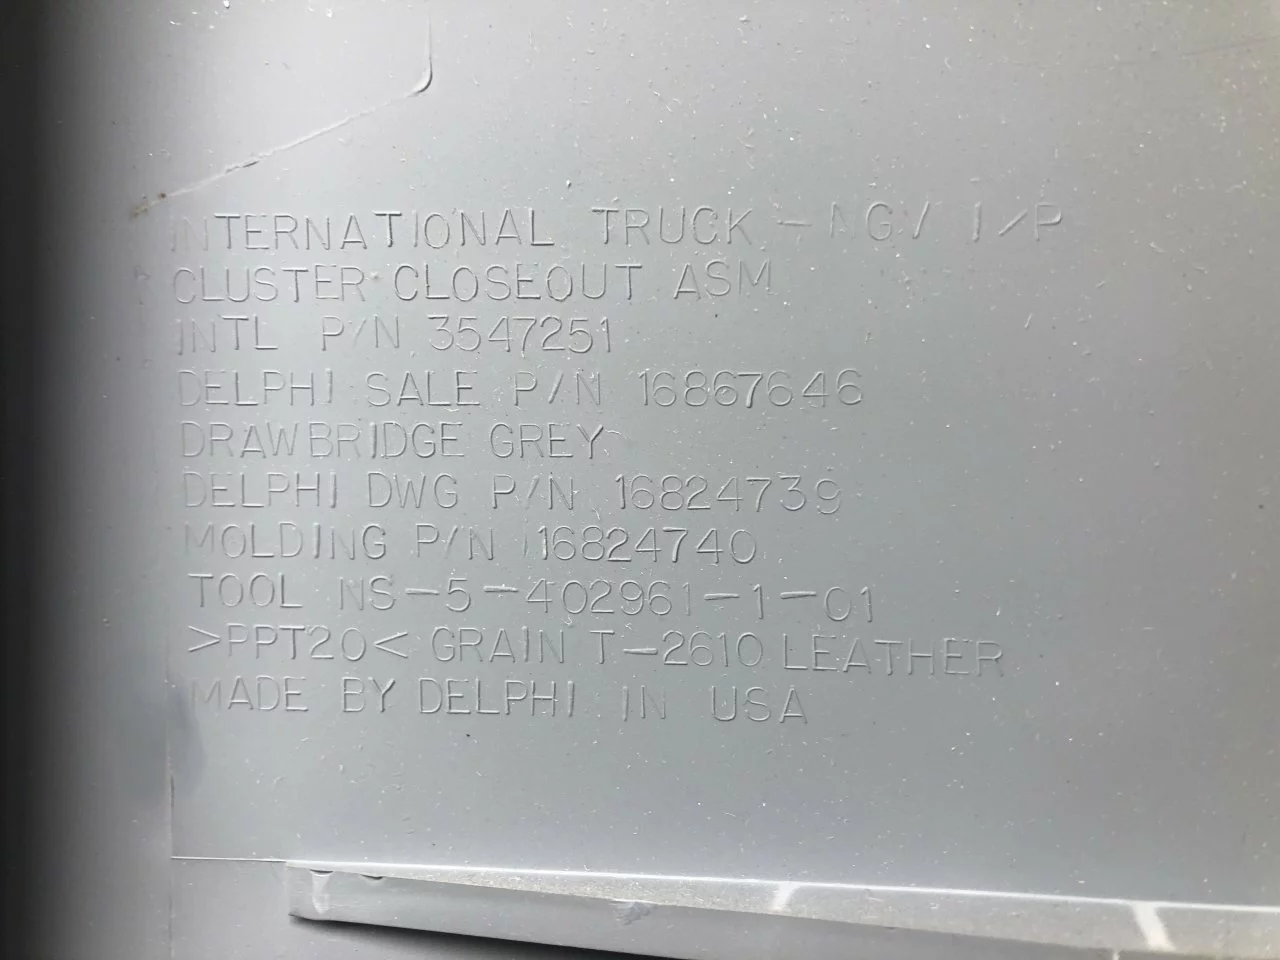 INTERNATIONAL TRUCK - NGV I/P
CLUSTER CLOSEOUT ASM
INTL P/N 3547251
DELPHI SALE P/N 16867646
DRAWBRIDGE GREY
DELPHI DWG P/N 16824739
MOLDING P/N 16824740
TOOL NS-5-402961-1-01
>PPT20< GRAIN T-2610 LEATHER
MADE BY DELPHI IN USA